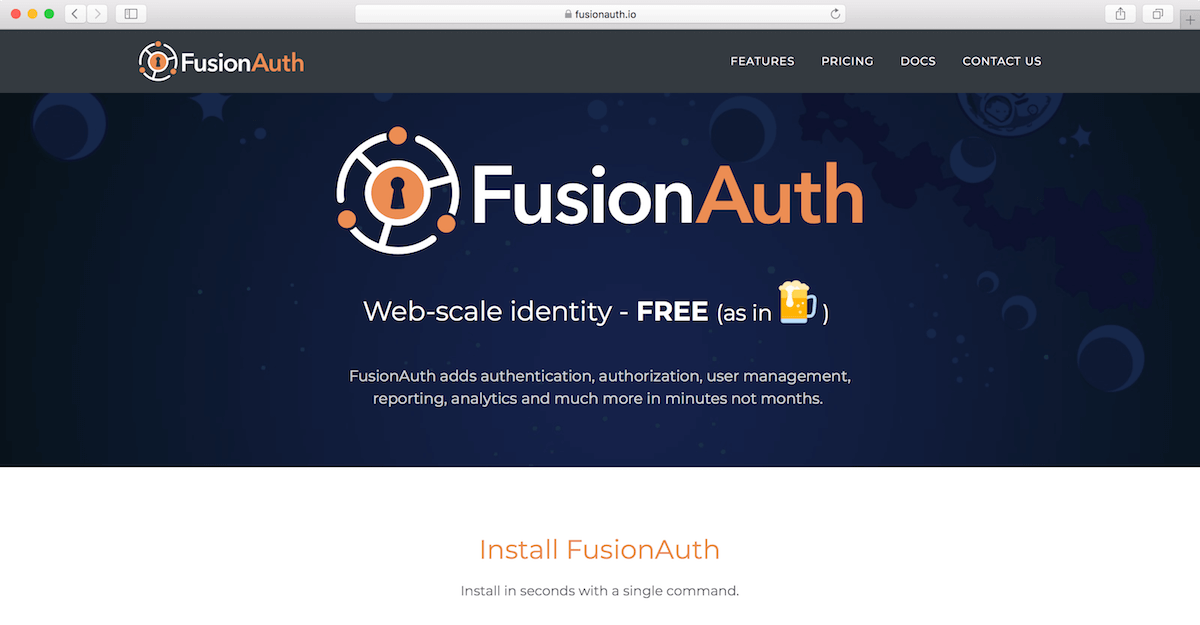 fusionauth.io
FusionAuth
FEATURES PRICING DOCS CONTACT US
FusionAuth
Web-scale identity - FREE (as in )
FusionAuth adds authentication, authorization, user management,
reporting, analytics and much more in minutes not months.
Install FusionAuth
Install in seconds with a single command.